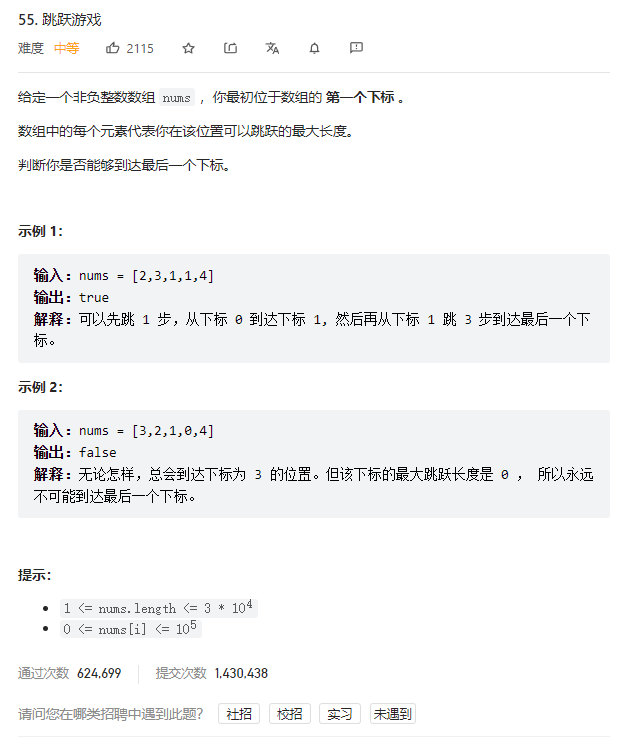 55. 跳跃游戏
难度 中等 2115
给定一个非负整数数组 nums ，你最初位于数组的 第一个下标 。
数组中的每个元素代表你在该位置可以跳跃的最大长度。
判断你是否能够到达最后一个下标。
示例 1：
输入：nums = [2,3,1,1,4]
输出：true
解释：可以先跳 1 步，从下标 0 到达下标 1, 然后再从下标 1 跳 3 步到达最后一个下
标。
示例 2：
输入：nums = [3,2,1,0,4]
输出：false
解释：无论怎样，总会到达下标为 3 的位置。但该下标的最大跳跃长度是 0 ， 所以永远
不可能到达最后一个下标。
提示：
1 <= nums.length <= 3 * 10⁴
0 <= nums[i] <= 10⁵
通过次数 624,699 提交次数 1,430,438
请问您在哪类招聘中遇到此题？ 社招 校招 实习 未遇到